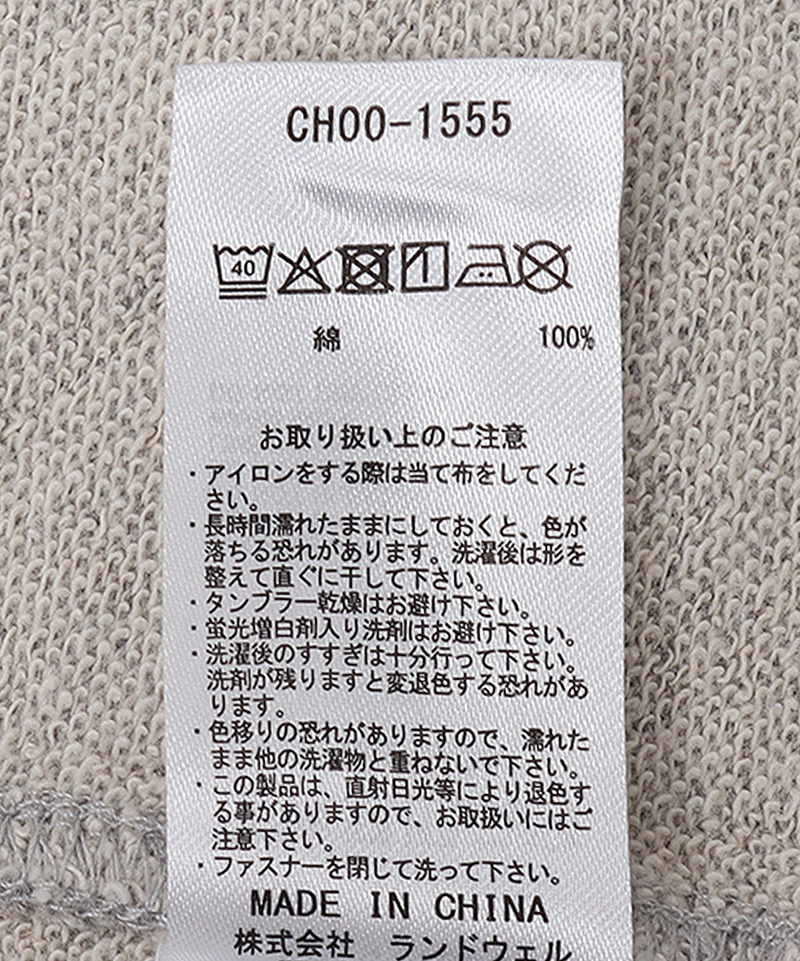 CH00-1555
40
綿 100%
お取り扱い上のご注意
・アイロンをする際は当て布をしてくだ
さい。
・長時間濡れたままにしておくと、色が
落ちる恐れがあります。洗濯後は形を
整えて直ぐに干して下さい。
・タンブラー乾燥はお避け下さい。
・蛍光増白剤入り洗剤はお避け下さい。
・洗濯後のすすぎは十分行って下さい。
洗剤が残りますと変退色する恐れがあ
ります。
・色移りの恐れがありますので、濡れた
まま他の洗濯物と重ねないで下さい。
・この製品は、直射日光等により退色す
る事がありますので、お取扱いにはご
注意下さい。
・ファスナーを閉じて洗って下さい。
MADE IN CHINA
株式会社 ランドウェル